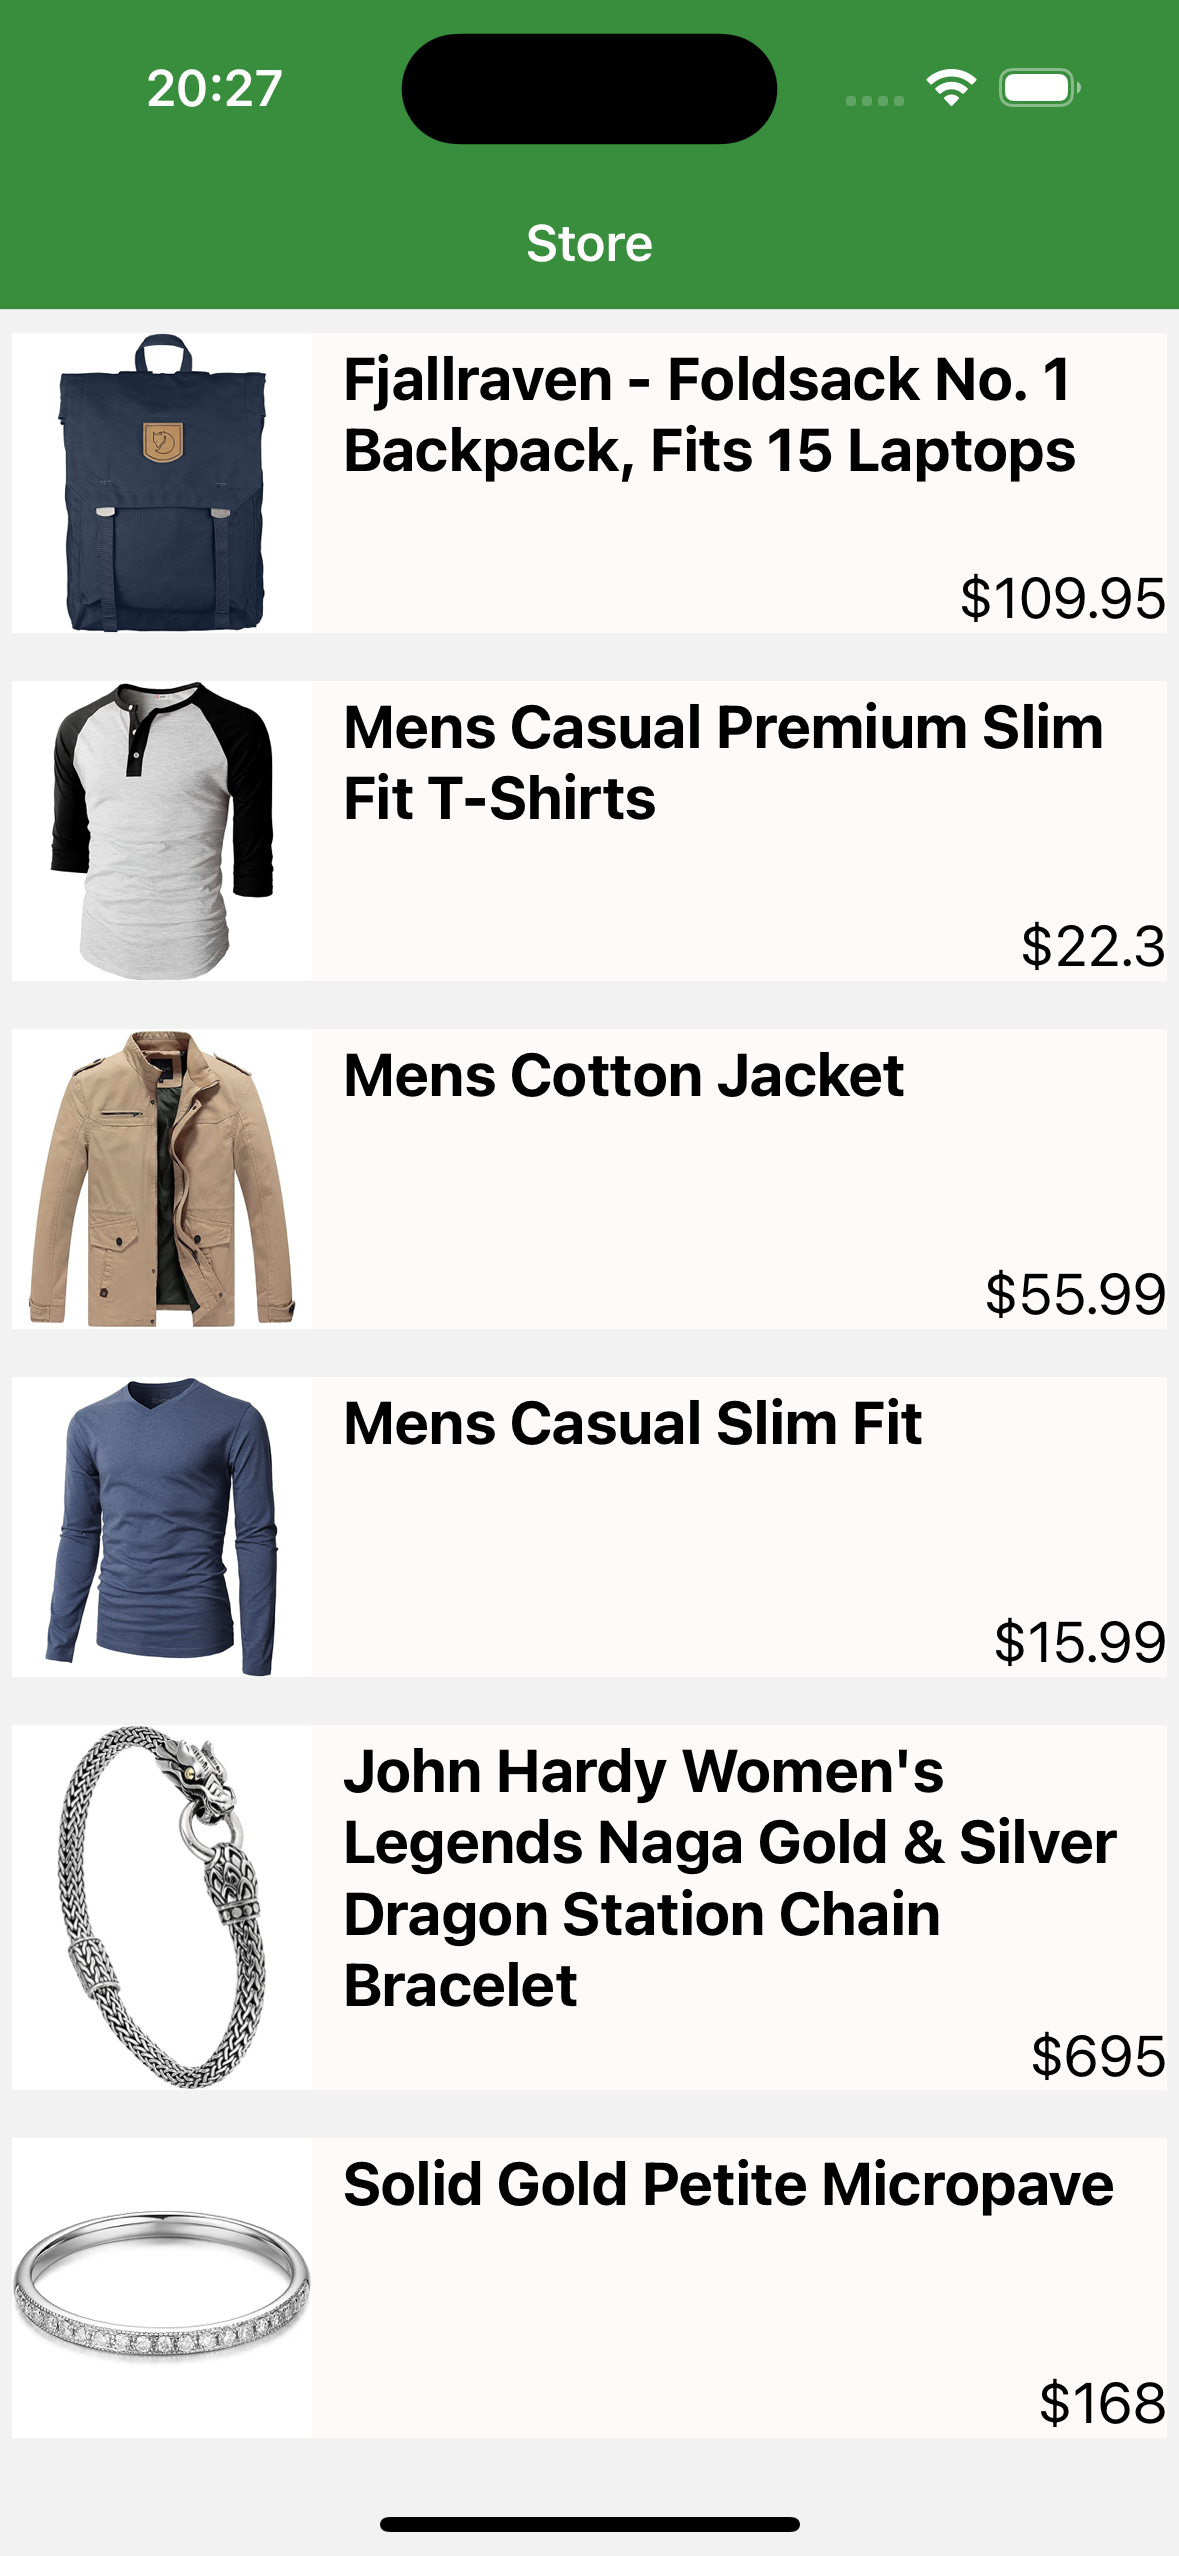 20:27
Store
Fjallraven - Foldsack No. 1
Backpack, Fits 15 Laptops
$109.95
Mens Casual Premium Slim
Fit T-Shirts
$22.3
Mens Cotton Jacket
$55.99
Mens Casual Slim Fit
$15.99
John Hardy Women's
Legends Naga Gold & Silver
Dragon Station Chain
Bracelet
$695
Solid Gold Petite Micropave
$168